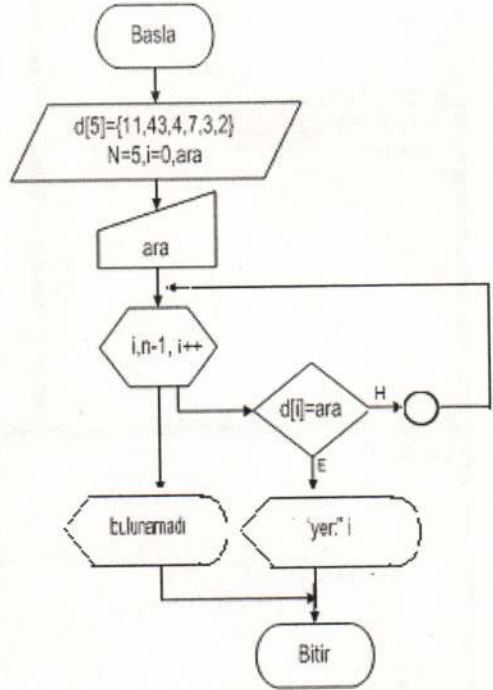 Basla
d[5]={11,43,4,7,3,2}
N=5,i=0,ara
ara
i,n-1, i++
d[i]=ara
H
E
bulunamadı
"yer:" i
Bitir